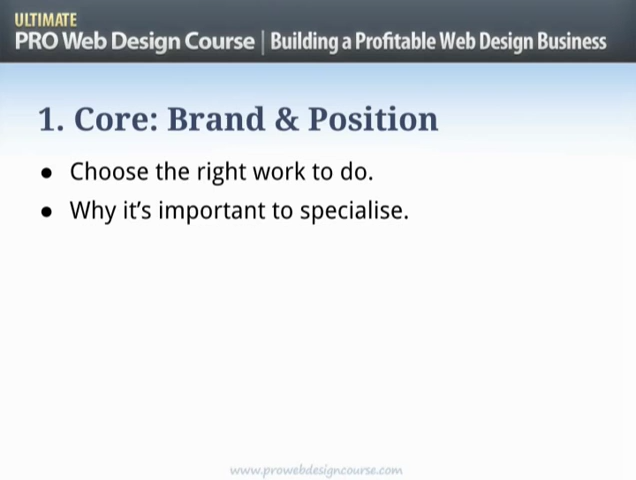 ULTIMATE
PRO Web Design Course | Building a Profitable Web Design Business
1. Core: Brand & Position
● Choose the right work to do.
● Why it’s important to specialise.
www.prowebdesigncourse.com